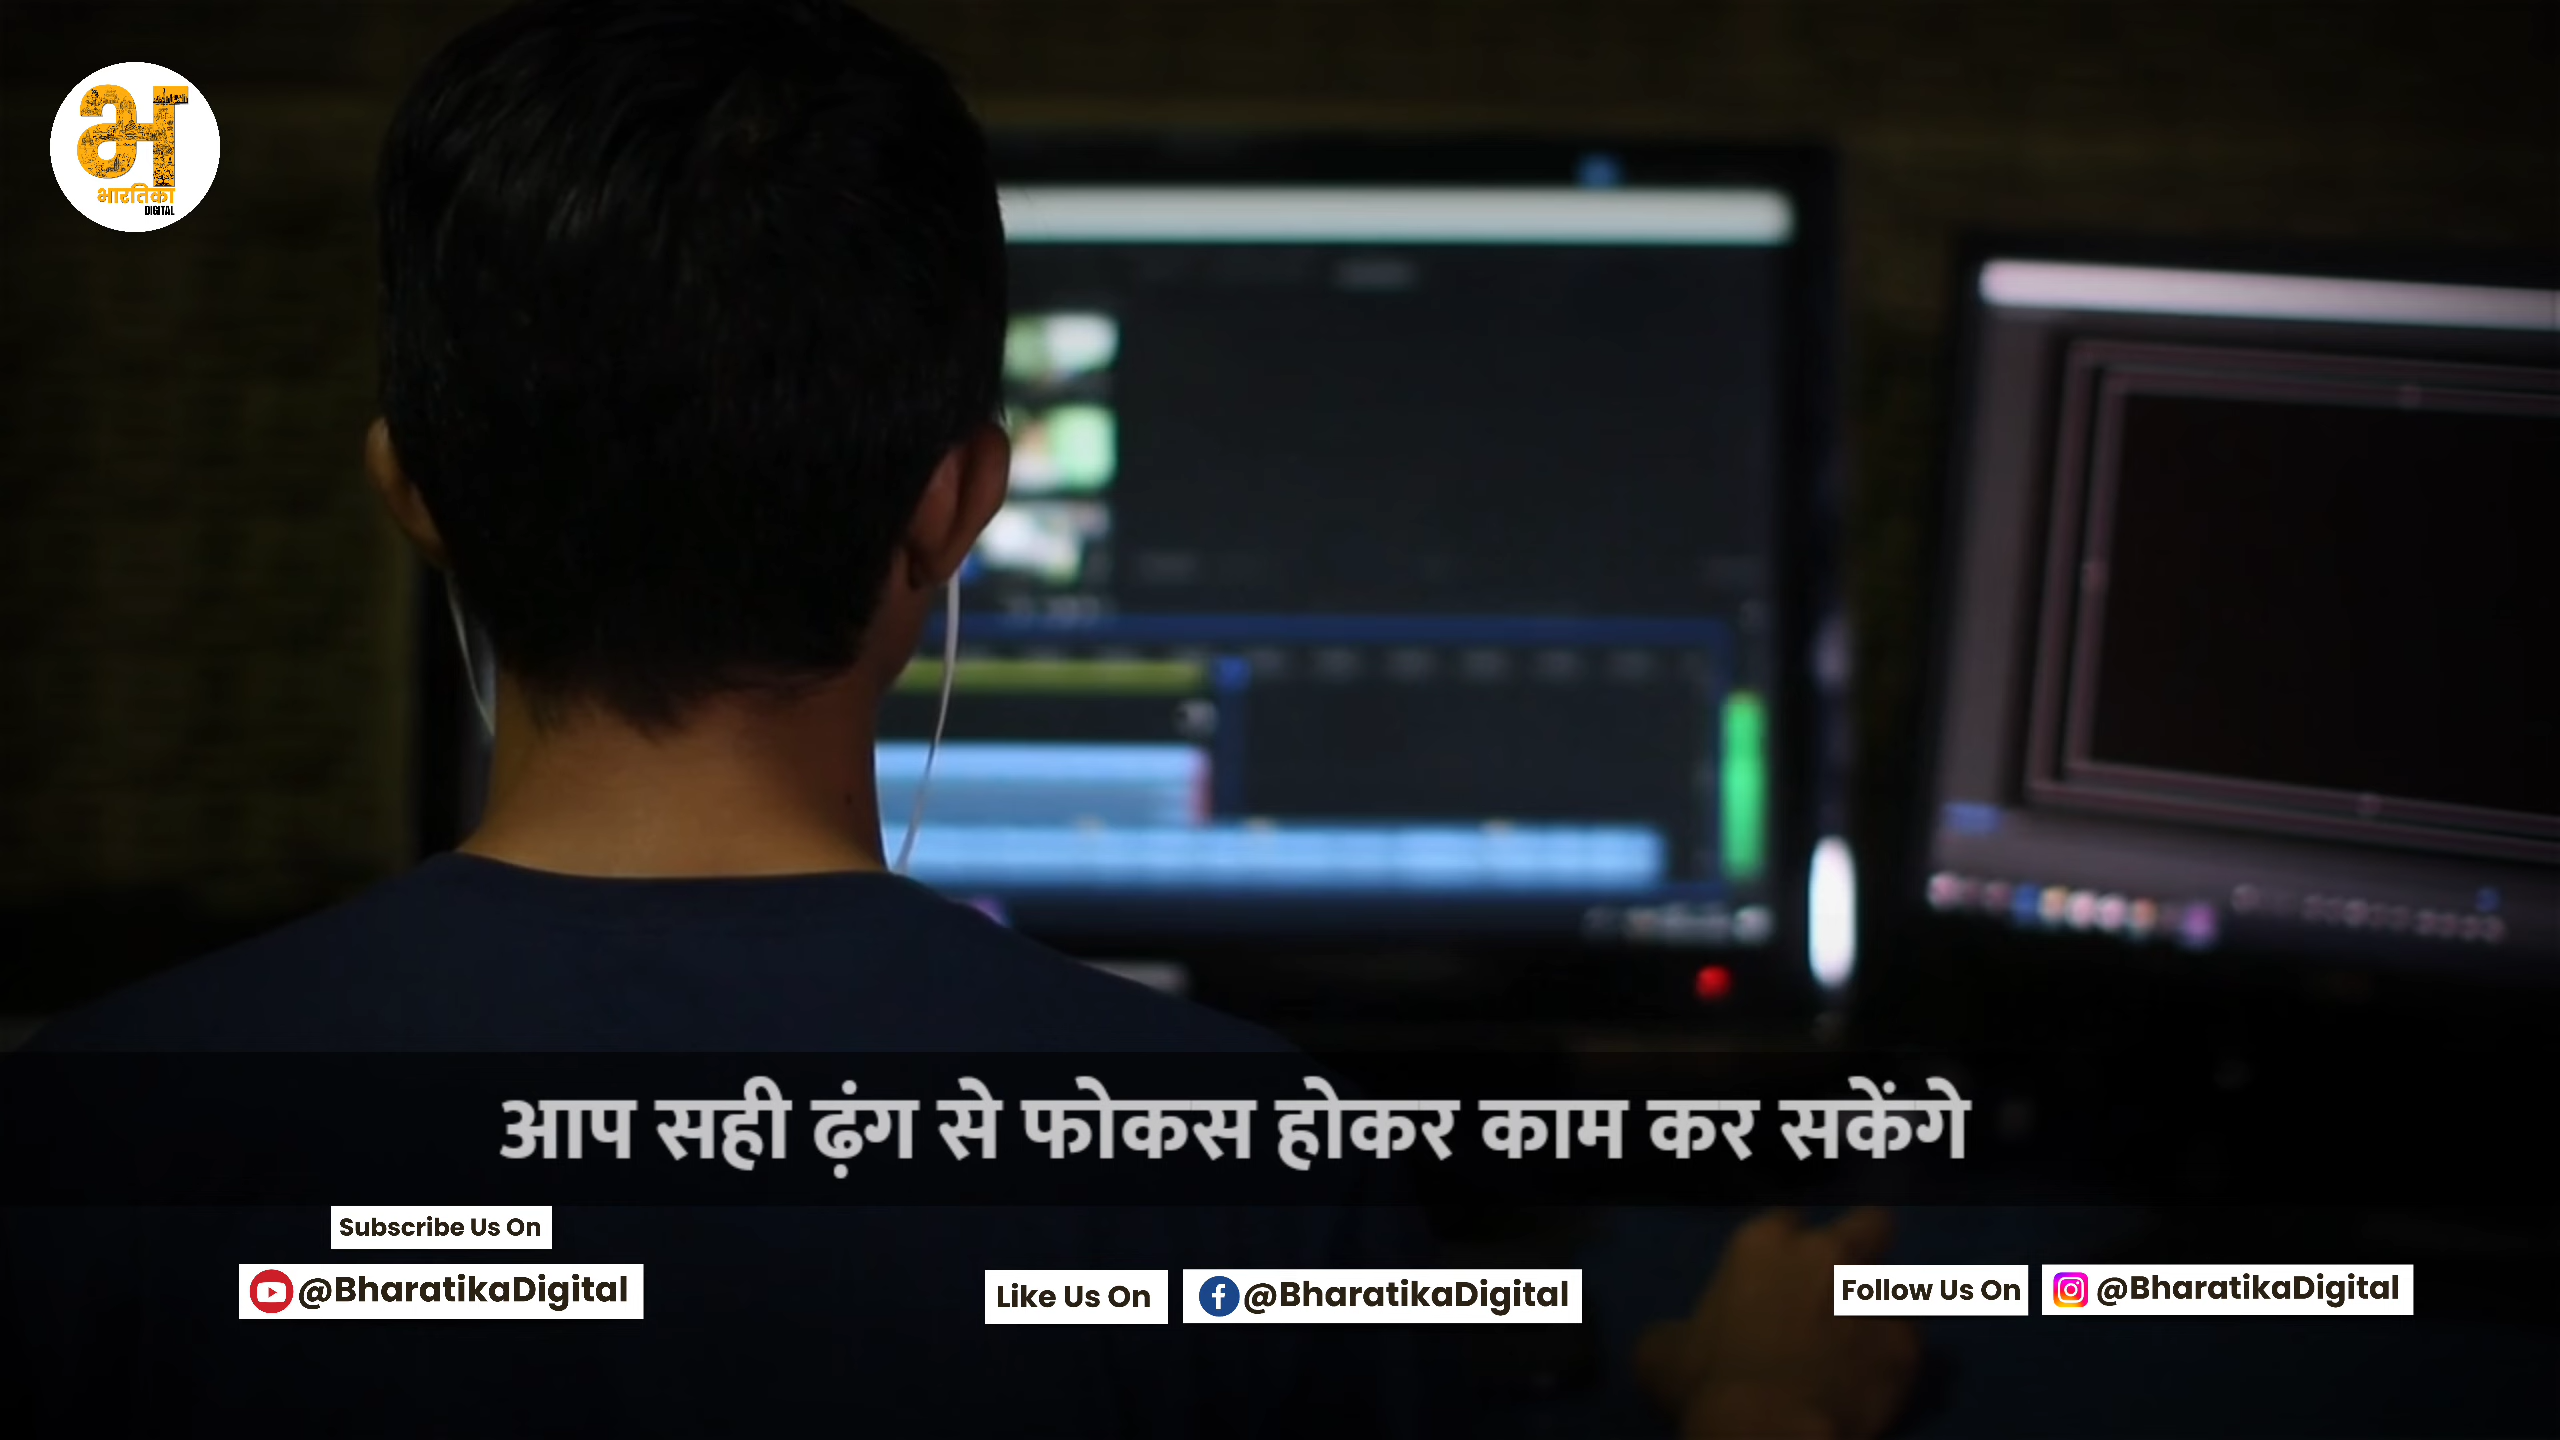 भा
भारतिका
DIGITAL
आप सही ढ़ंग से फोकस होकर काम कर सकेंगे
Subscribe Us On
@BharatikaDigital
Like Us On
@BharatikaDigital
Follow Us On
@BharatikaDigital